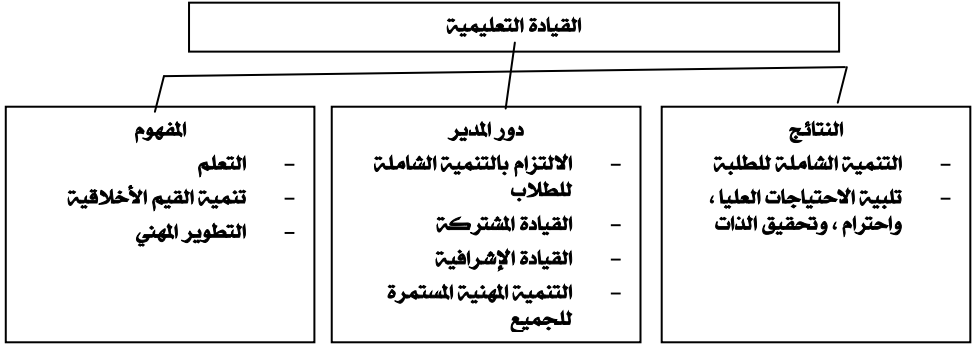 القيادة التعليمية
النتائج
- التنمية الشاملة للطلبة
- تلبية الاحتياجات العليا ،
واحترام ، وتحقيق الذات
دور المدير
- الالتزام بالتنمية الشاملة
للطلاب
- القيادة المشتركة
- القيادة الإشرافية
- التنمية المهنية المستمرة
للجميع
المفهوم
- التعلم
- تنمية القيم الأخلاقية
- التطوير المهني